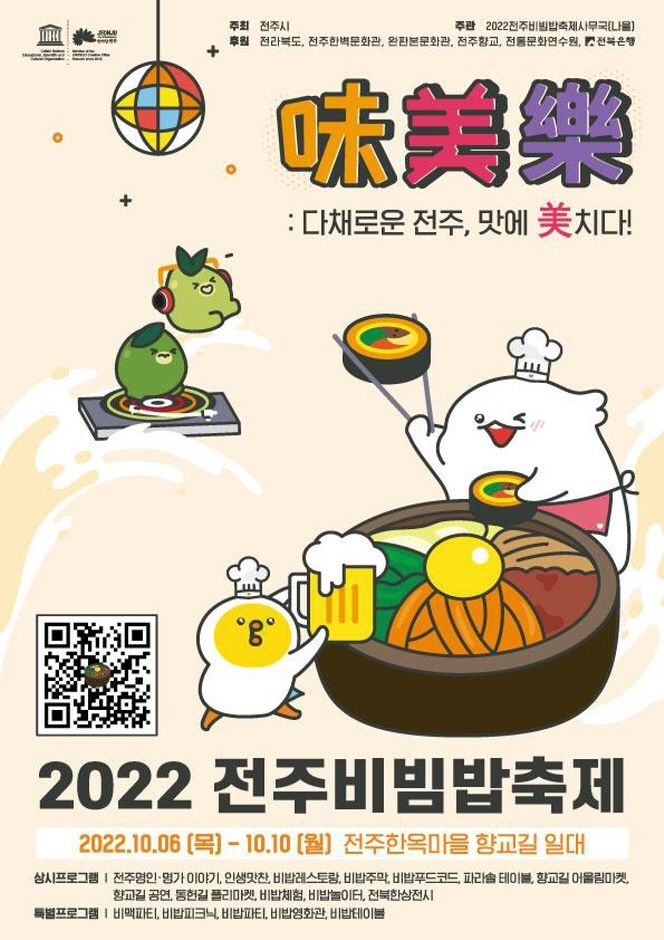 주최 전주시 주관 2022전주비빔밥축제사무국(나울)
후원 전라북도, 전주한벽문화관, 완판본문화관, 전주향교, 전통문화연수원, 전북은행
味美樂
: 다채로운 전주, 맛에 美치다!
2022 전주비빔밥축제
2022.10.06 (목) - 10.10 (월) 전주한옥마을 향교길 일대
상시프로그램 | 전주명인·명가 이야기, 인생맛찬, 비밥레스토랑, 비밥주막, 비밥푸드코드, 파라솔 테이블, 향교길 어울림마켓,
향교길 공연, 동헌길 플리마켓, 비밥체험, 비밥놀이터, 전북한상전시
특별프로그램 | 비맥파티, 비밥피크닉, 비밥파티, 비밥영화관, 비밥테이블